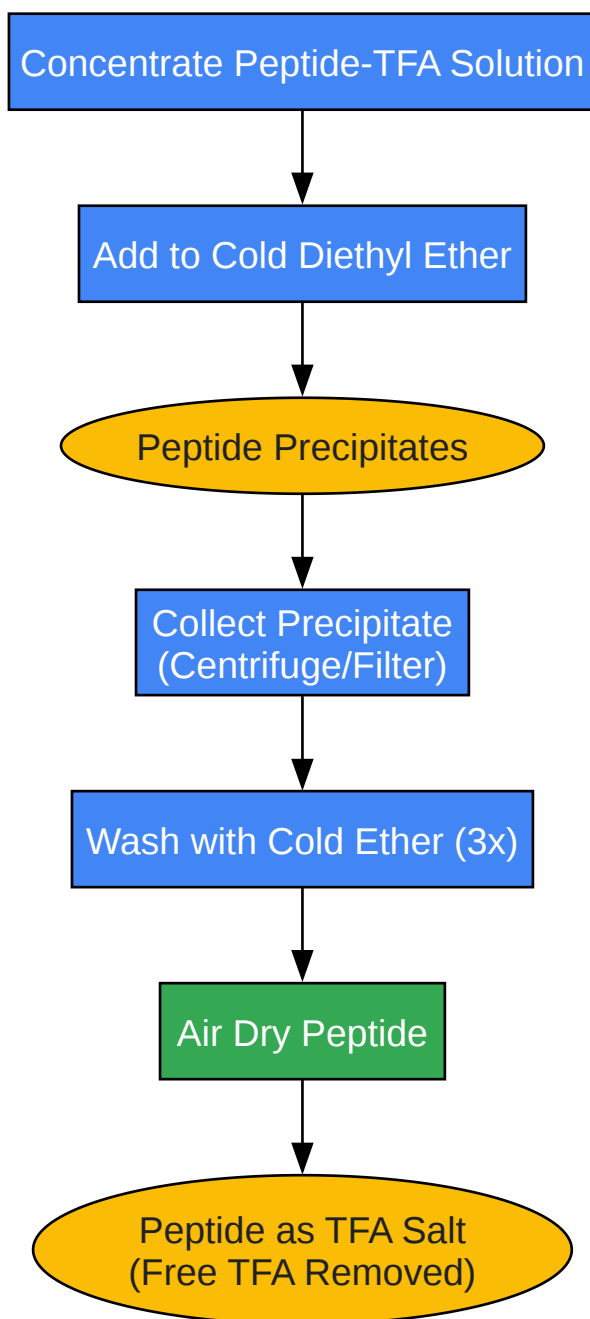 Concentrate Peptide-TFA Solution
Add to Cold Diethyl Ether
Peptide Precipitates
Collect Precipitate
(Centrifuge/Filter)
Wash with Cold Ether (3x)
Air Dry Peptide
Peptide as TFA Salt
(Free TFA Removed)